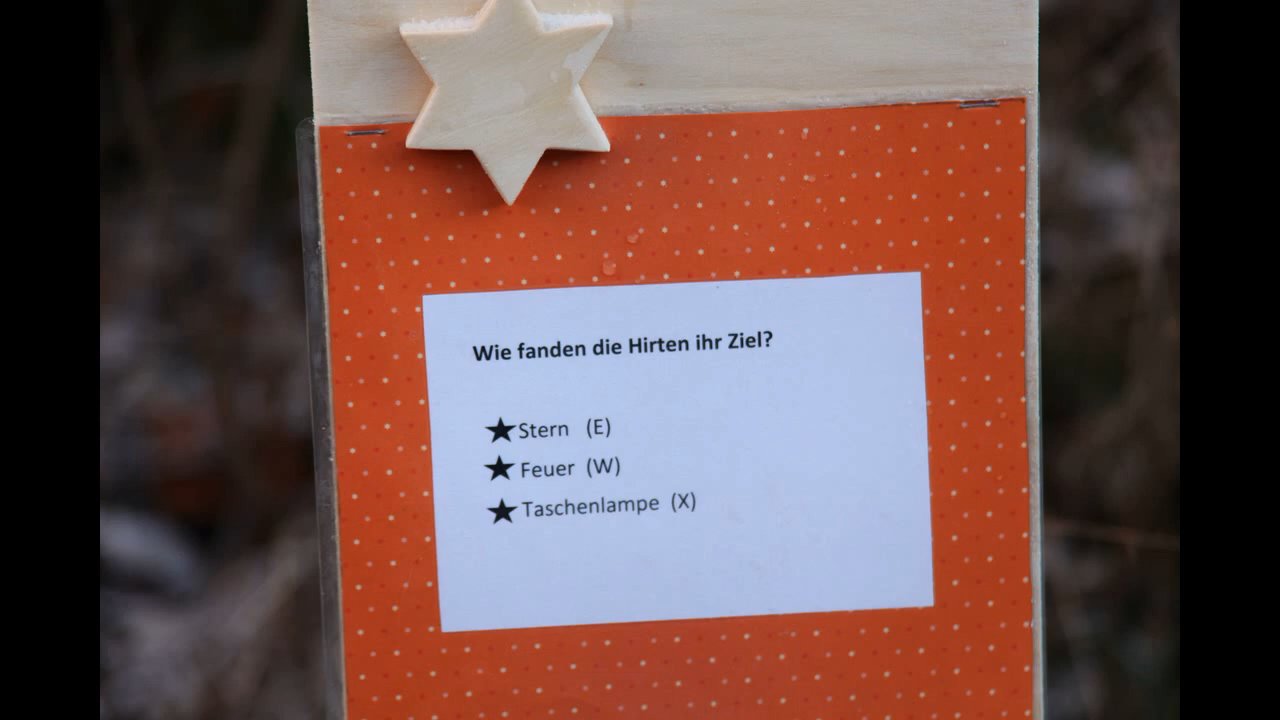 Wie fanden die Hirten ihr Ziel?
★ Stern (E)
★ Feuer (W)
★ Taschenlampe (X)